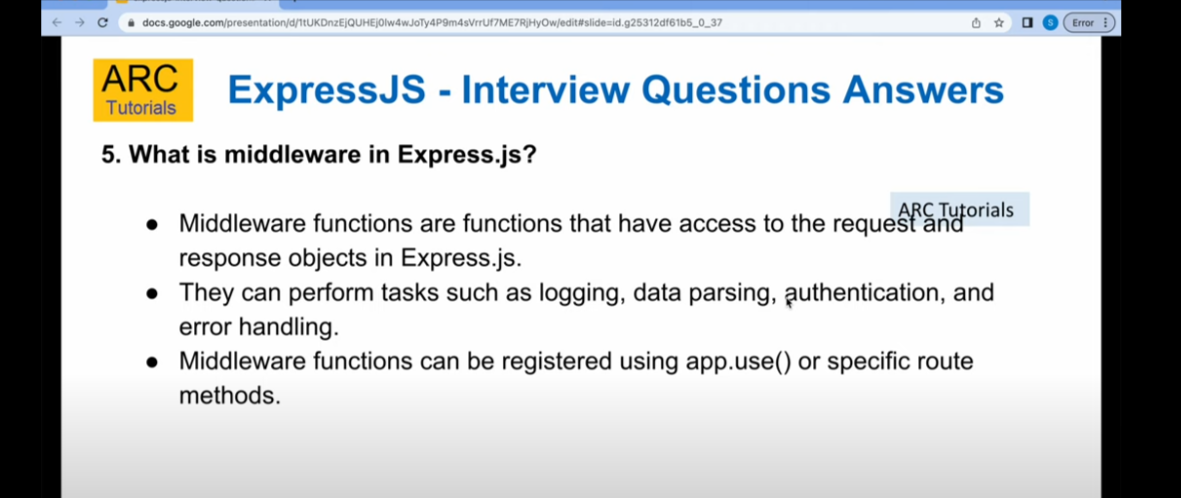 docs.google.com/presentation/d/1tUKDnzEjQUHEj0lw4wJoTy4P9m4sVrrUf7ME7RjHyOw/edit#slide=id.g25312df61b5_0_37
S
Error
ARC
Tutorials
ExpressJS - Interview Questions Answers
5. What is middleware in Express.js?
ARC Tutorials
● Middleware functions are functions that have access to the request and
response objects in Express.js.
● They can perform tasks such as logging, data parsing, authentication, and
error handling.
● Middleware functions can be registered using app.use() or specific route
methods.